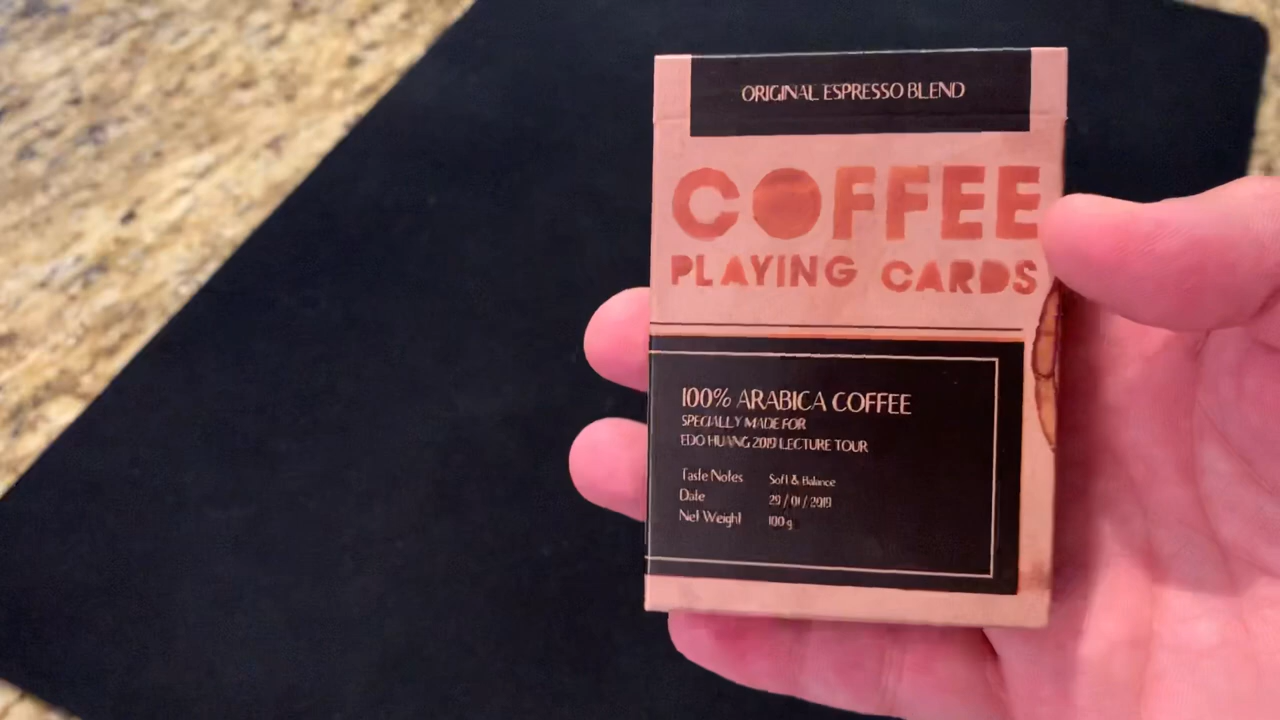 ORIGINAL ESPRESSO BLEND
COFFEE
PLAYING CARDS
100% ARABICA COFFEE
SPECIALLY MADE FOR
EDO HUANG 2019 LECTURE TOUR
Taste Notes Soft & Balance
Date 29 / 01 / 2019
Net Weight 100 g